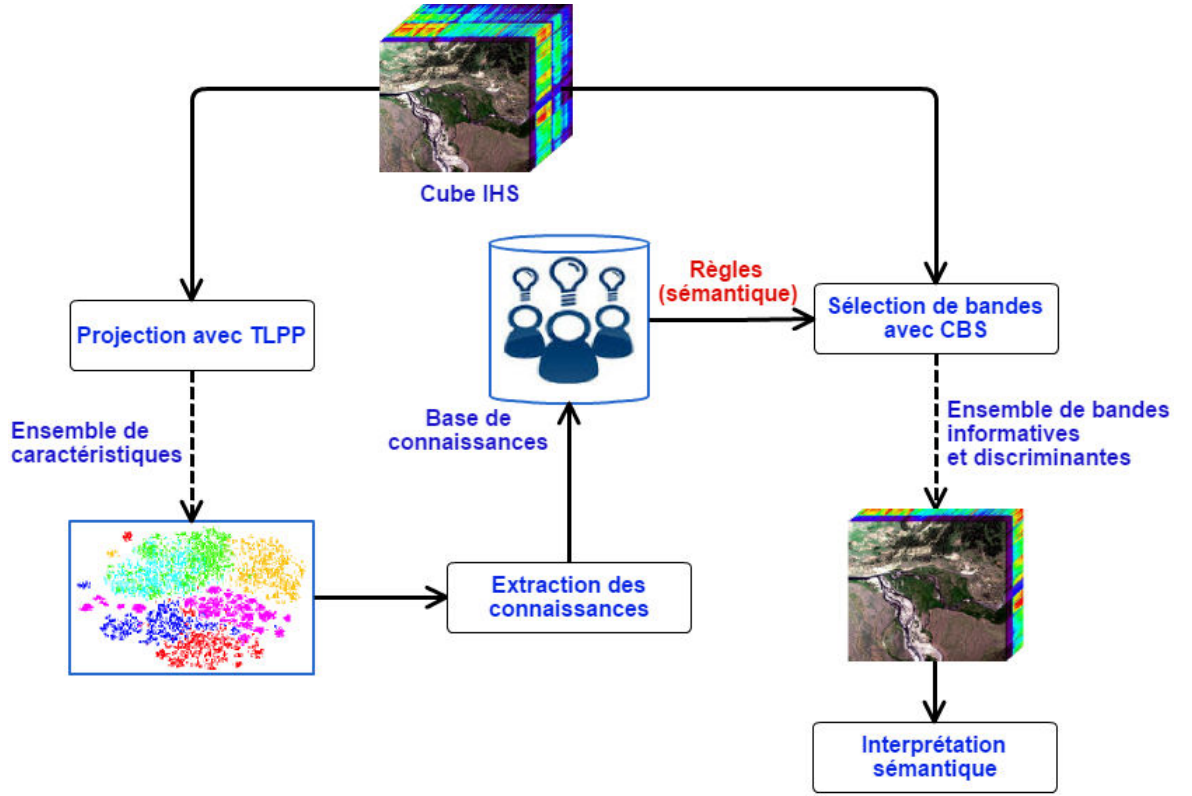 Cube IHS
Projection avec TLPP
Règles
(sémantique)
Sélection de bandes
avec CBS
Ensemble de
caractéristiques
Base de
connaissances
Ensemble de bandes
informatives
et discriminantes
Extraction des
connaissances
Interprétation
sémantique